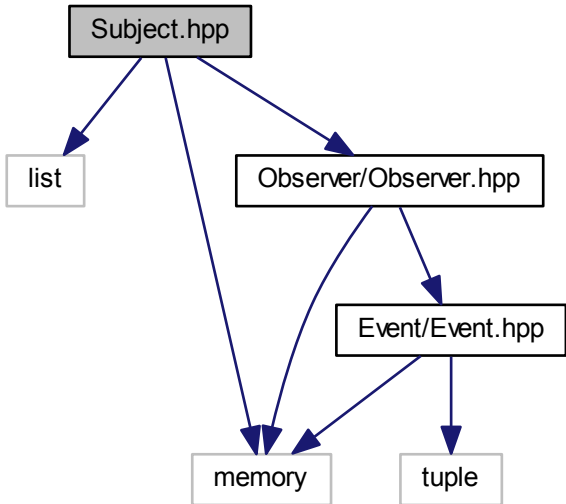 Subject.hpp
list
Observer/Observer.hpp
Event/Event.hpp
memory
tuple